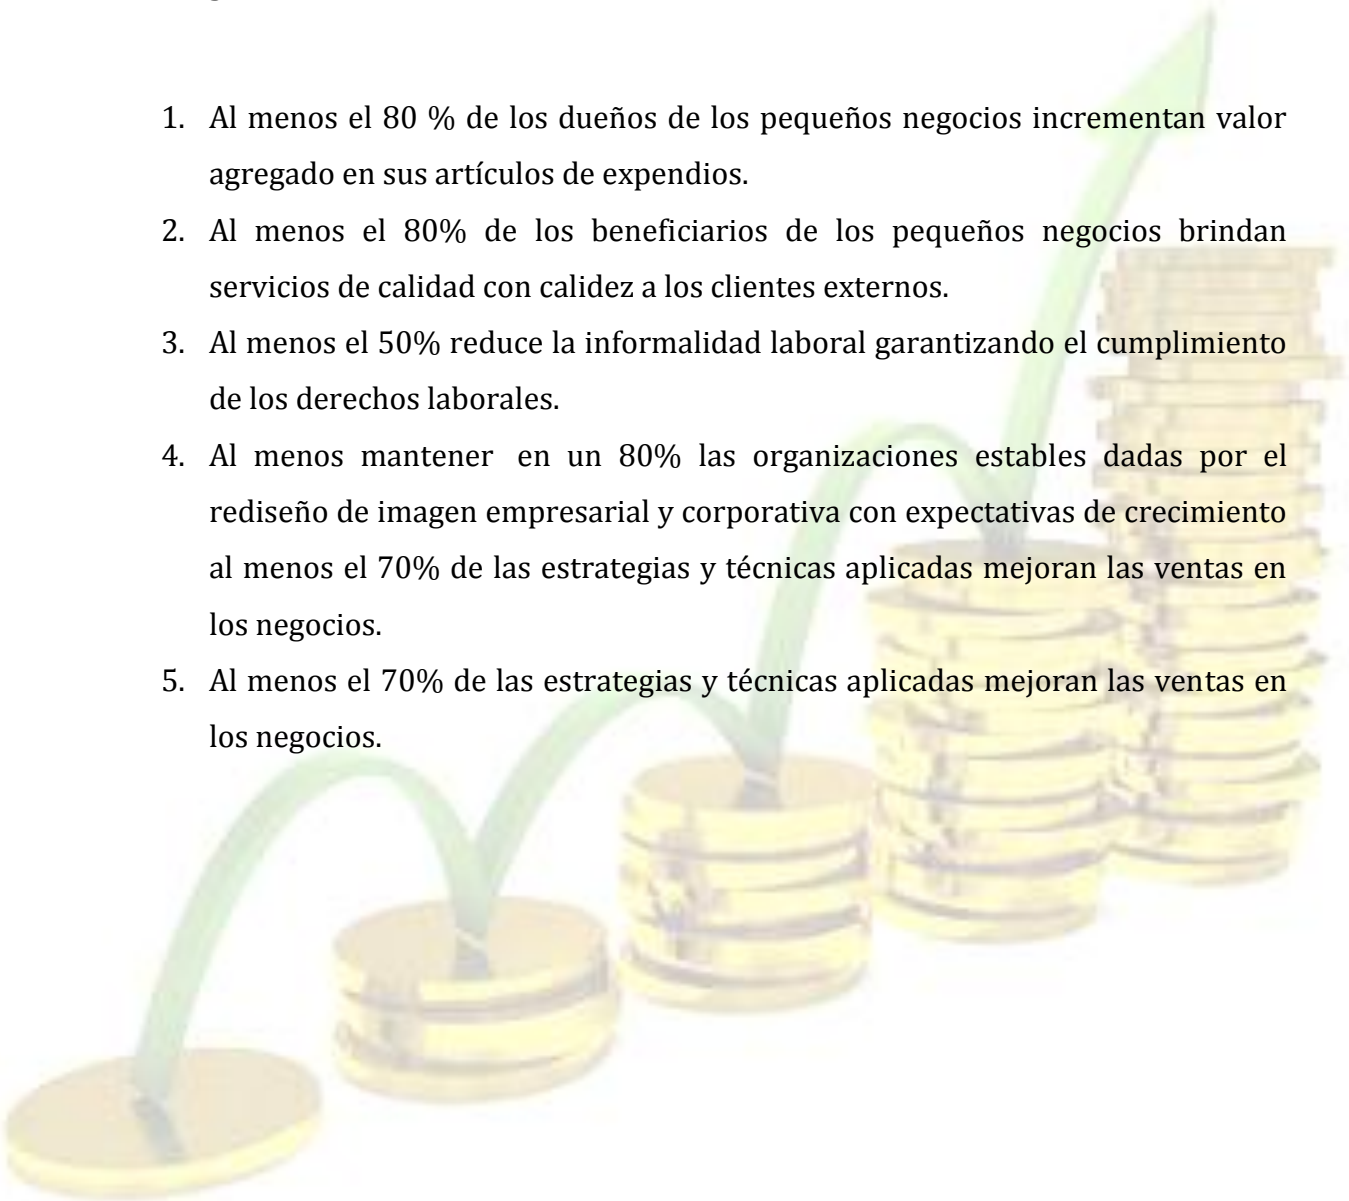 1. Al menos el 80 % de los dueños de los pequeños negocios incrementan valor
agregado en sus artículos de expendios.
2. Al menos el 80% de los beneficiarios de los pequeños negocios brindan
servicios de calidad con calidez a los clientes externos.
3. Al menos el 50% reduce la informalidad laboral garantizando el cumplimiento
de los derechos laborales.
4. Al menos mantener en un 80% las organizaciones estables dadas por el
rediseño de imagen empresarial y corporativa con expectativas de crecimiento
al menos el 70% de las estrategias y técnicas aplicadas mejoran las ventas en
los negocios.
5. Al menos el 70% de las estrategias y técnicas aplicadas mejoran las ventas en
los negocios.